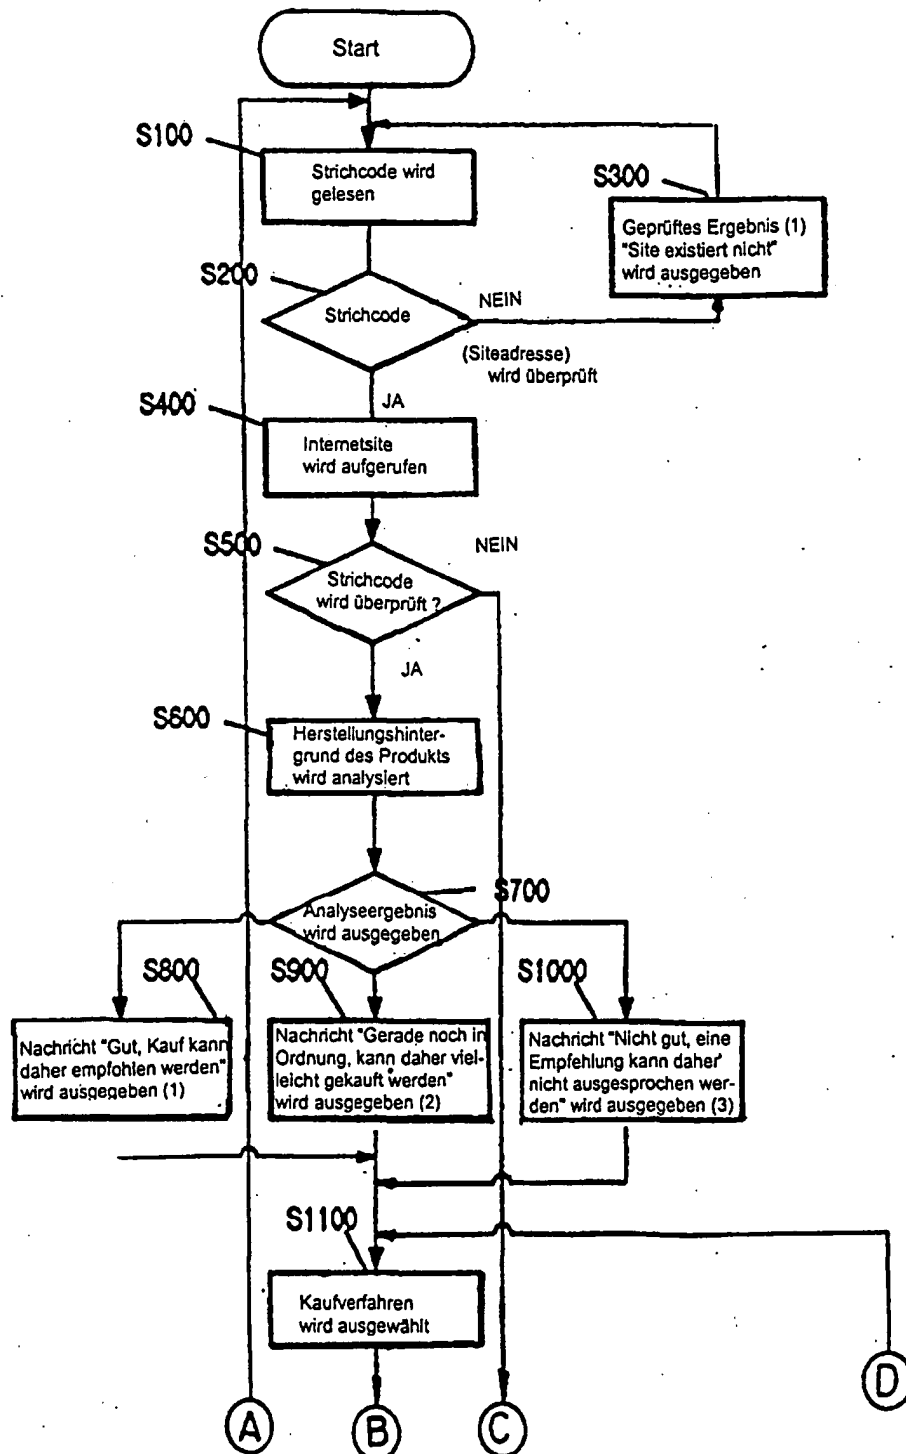 Start
S100
Strichcode wird
gelesen
S300
Geprüftes Ergebnis (1)
"Site existiert nicht"
wird ausgegeben
S200
Strichcode
NEIN
(Siteadresse)
wird überprüft
JA
S400
Internetsite
wird aufgerufen
S500
NEIN
Strichcode
wird überprüft ?
JA
S600
Herstellungshinter-
grund des Produkts
wird analysiert
S700
Analyseergebnis
wird ausgegeben
S800
S900
S1000
Nachricht "Gut, Kauf kann
daher empfohlen werden"
wird ausgegeben (1)
Nachricht "Gerade noch in
Ordnung, kann daher viel-
leicht gekauft werden"
wird ausgegeben (2)
Nachricht "Nicht gut, eine
Empfehlung kann daher
nicht ausgesprochen wer-
den" wird ausgegeben (3)
S1100
Kaufverfahren
wird ausgewählt
A
B
C
D